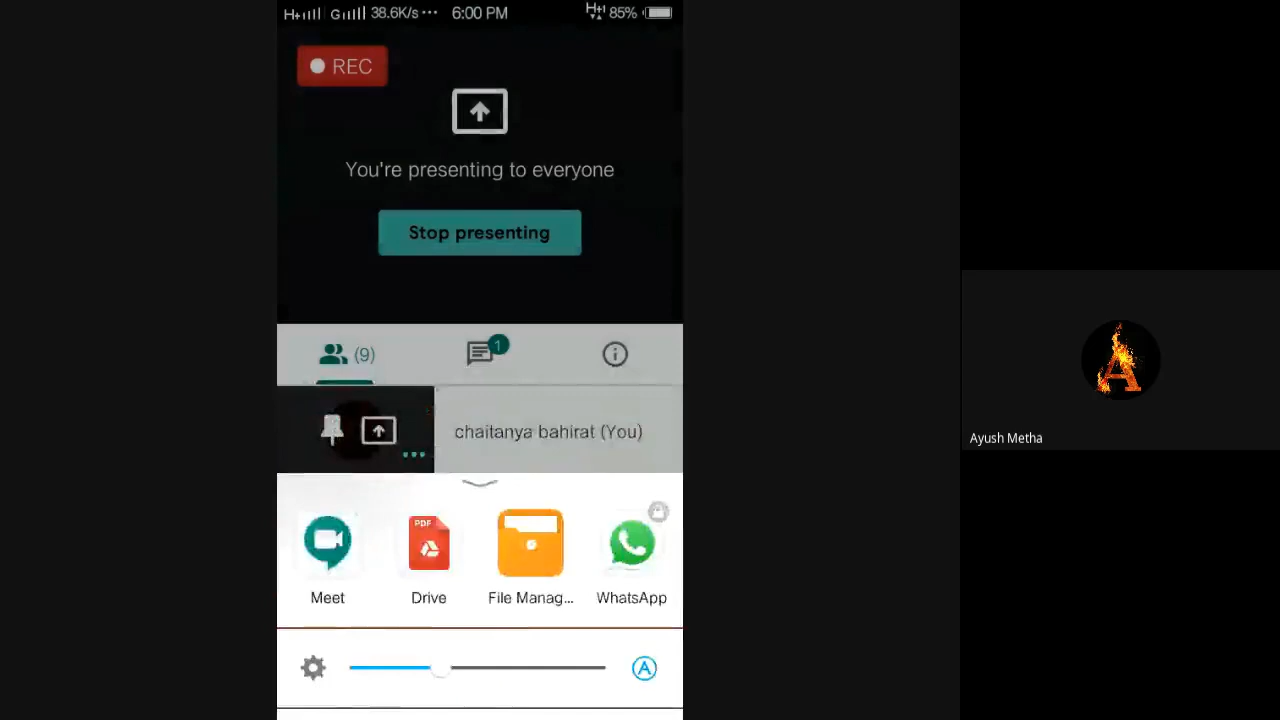 38.6K/s ··· 6:00 PM 85%
REC
You're presenting to everyone
Stop presenting
(9) 1
chaitanya bahirat (You)
PDF
Meet Drive File Manag... WhatsApp
A
A
Ayush Metha